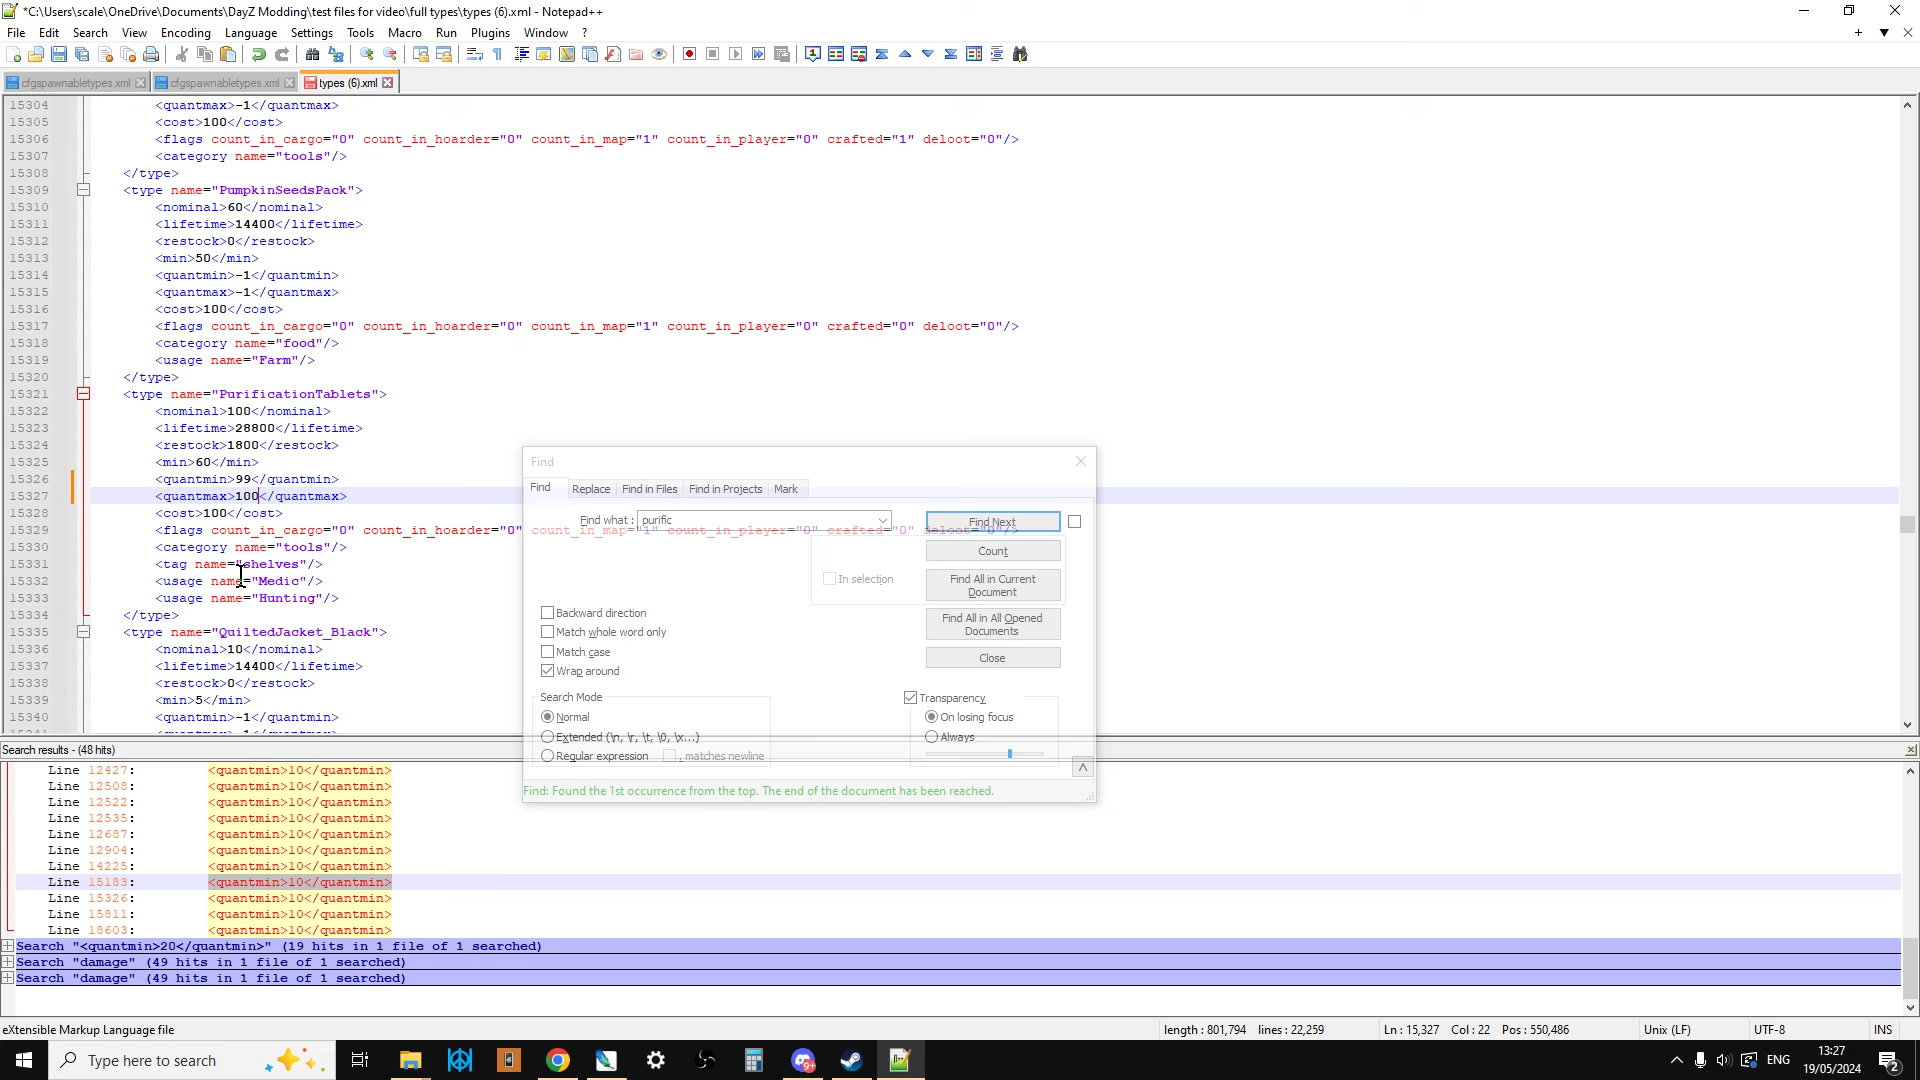 *C:\Users\scale\OneDrive\Documents\DayZ Modding\test files for video\full types\types (6).xml - Notepad++
File Edit Search View Encoding Language Settings Tools Macro Run Plugins Window ?
cfgspawnabletypes.xml cfgspawnabletypes.xml types (6).xml
15304 <quantmax>-1</quantmax>
15305 <cost>100</cost>
15306 <flags count_in_cargo="0" count_in_hoarder="0" count_in_map="1" count_in_player="0" crafted="1" deloot="0"/>
15307 <category name="tools"/>
15308 </type>
15309 <type name="PumpkinSeedsPack">
15310 <nominal>60</nominal>
15311 <lifetime>14400</lifetime>
15312 <restock>0</restock>
15313 <min>50</min>
15314 <quantmin>-1</quantmin>
15315 <quantmax>-1</quantmax>
15316 <cost>100</cost>
15317 <flags count_in_cargo="0" count_in_hoarder="0" count_in_map="1" count_in_player="0" crafted="0" deloot="0"/>
15318 <category name="food"/>
15319 <usage name="Farm"/>
15320 </type>
15321 <type name="PurificationTablets">
15322 <nominal>100</nominal>
15323 <lifetime>28800</lifetime>
15324 <restock>1800</restock>
15325 <min>60</min>
15326 <quantmin>99</quantmin>
15327 <quantmax>100</quantmax>
15328 <cost>100</cost>
15329 <flags count_in_cargo="0" count_in_hoarder="0" count_in_map="1" count_in_player="0" crafted="0" deloot="0"/>
15330 <category name="tools"/>
15331 <tag name="shelves"/>
15332 <usage name="Medic"/>
15333 <usage name="Hunting"/>
15334 </type>
15335 <type name="QuiltedJacket_Black">
15336 <nominal>10</nominal>
15337 <lifetime>14400</lifetime>
15338 <restock>0</restock>
15339 <min>5</min>
15340 <quantmin>-1</quantmin>
Find
Find Replace Find in Files Find in Projects Mark
Find what : purific Find Next
Count
In selection Find All in Current Document
Backward direction Find All in All Opened Documents
Match whole word only
Match case Close
Wrap around
Search Mode Transparency
Normal On losing focus
Extended (\n, \r, \t, \0, \x...) Always
Regular expression . matches newline
Find: Found the 1st occurrence from the top. The end of the document has been reached.
Search results - (48 hits)
Line 12427: <quantmin>10</quantmin>
Line 12508: <quantmin>10</quantmin>
Line 12522: <quantmin>10</quantmin>
Line 12535: <quantmin>10</quantmin>
Line 12687: <quantmin>10</quantmin>
Line 12904: <quantmin>10</quantmin>
Line 14225: <quantmin>10</quantmin>
Line 15183: <quantmin>10</quantmin>
Line 15326: <quantmin>10</quantmin>
Line 15811: <quantmin>10</quantmin>
Line 18603: <quantmin>10</quantmin>
Search "<quantmin>20</quantmin>" (19 hits in 1 file of 1 searched)
Search "damage" (49 hits in 1 file of 1 searched)
Search "damage" (49 hits in 1 file of 1 searched)
eXtensible Markup Language file length : 801,794 lines : 22,259 Ln : 15,327 Col : 22 Pos : 550,486 Unix (LF) UTF-8 INS
Type here to search ENG 13:27
19/05/2024
2